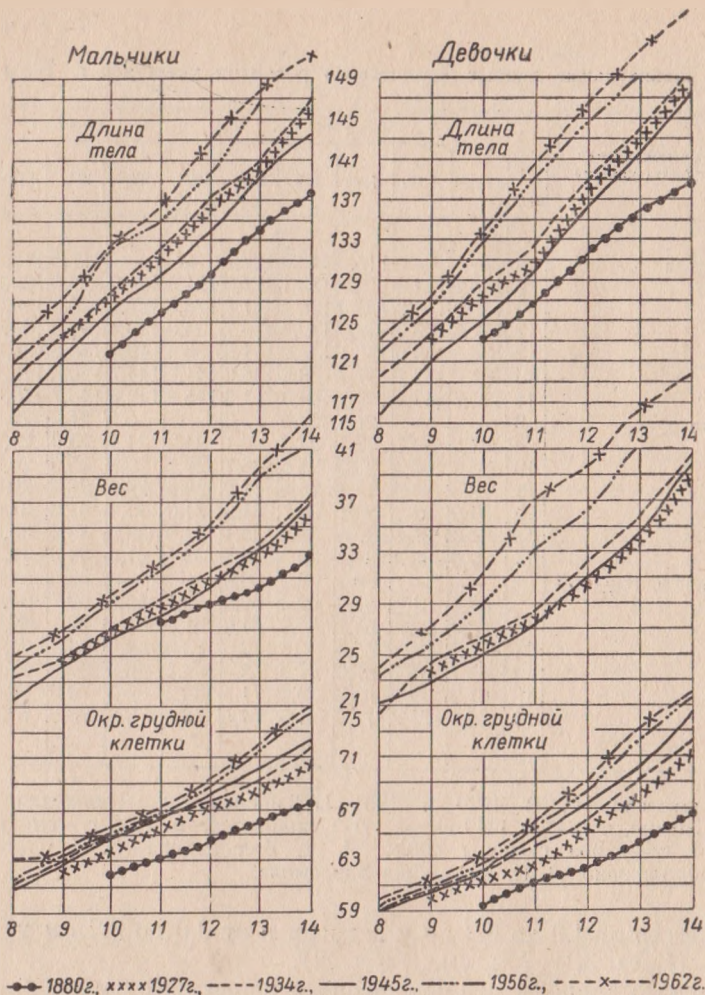 Мальчики Девочки
Длина
тела
149
145
141
137
133
129
125
121
117
115
Длина
тела
8 9 10 11 12 13 14
8 9 10 11 12 13 14
Вес
41
37
33
29
25
21
Вес
Окр. грудной
клетки
75
71
67
63
59
Окр. грудной
клетки
8 9 10 11 12 13 14
8 9 10 11 12 13 14
1880г., xxxx 1927г., 1934г., 1945г., 1956г., 1962г.